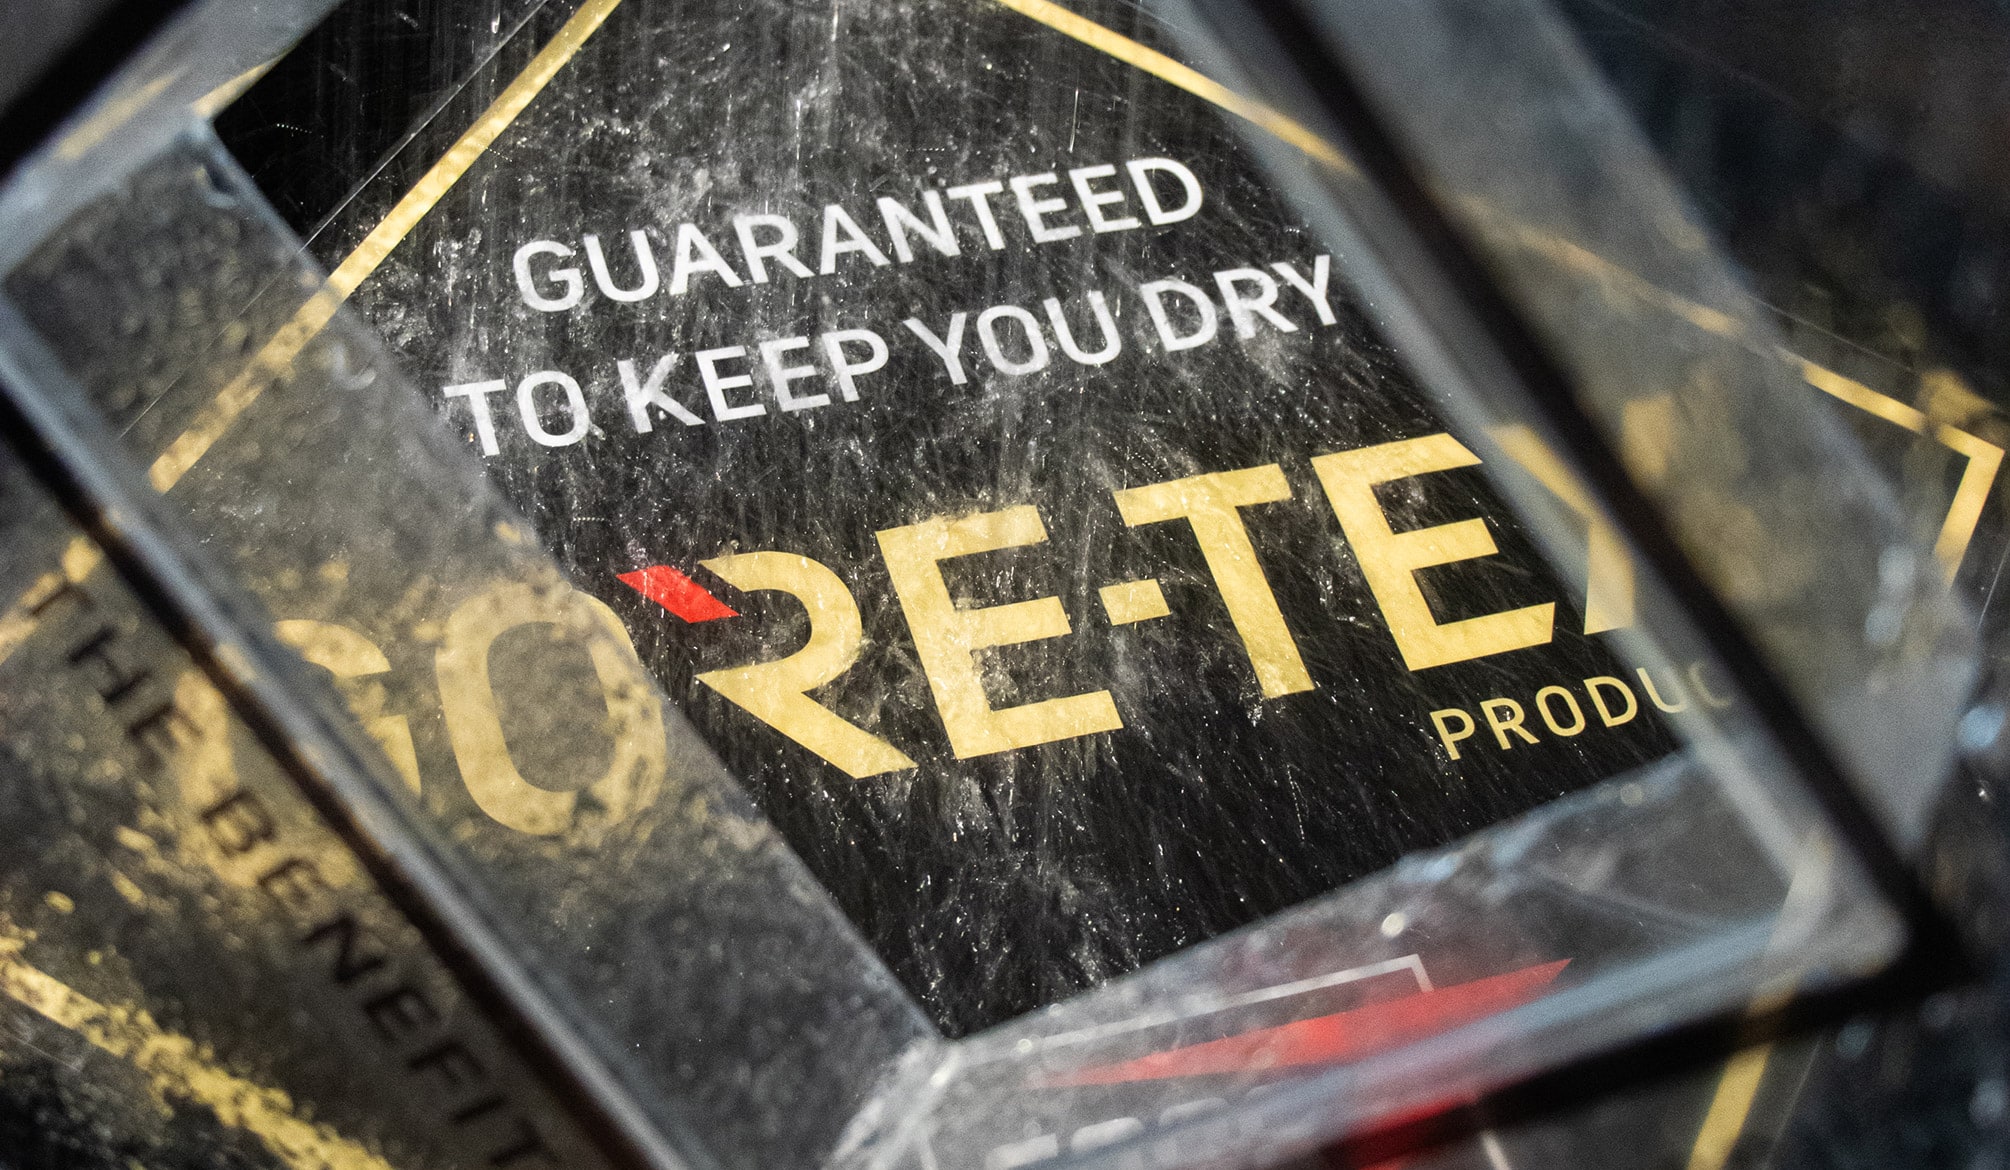 GUARANTEED
TO KEEP YOU DRY
GORE-TEX
PRODUC
THE BENEFIT